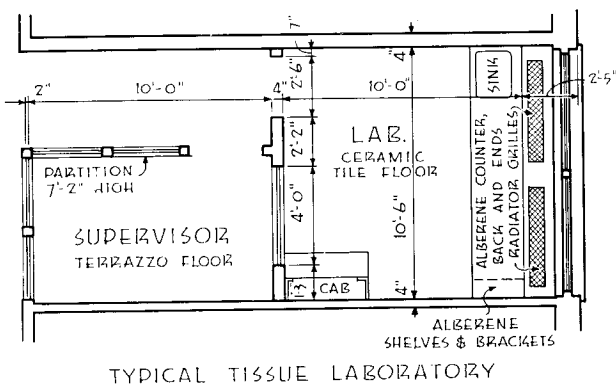 7"
2" 10'-0" 4" 2'-6" 10'-0" 4" SINK 2'-5"
2'-2"
LAB.
CERAMIC
TILE FLOOR
PARTITION
7'-2" HIGH
4'-0"
10'-6"
ALBERENE COUNTER,
BACK AND ENDS
RADIATOR GRILLES
SUPERVISOR
TERRAZZO FLOOR
1'-3" CAB 4"
ALBERENE
SHELVES & BRACKETS
TYPICAL TISSUE LABORATORY